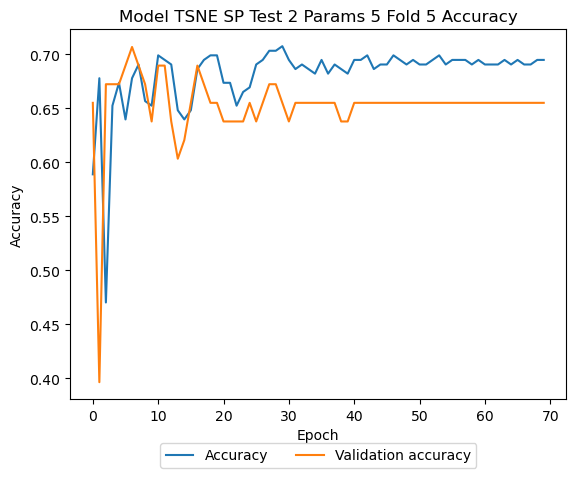 Model TSNE SP Test 2 Params 5 Fold 5 Accuracy
0.70
0.65
0.60
0.55
0.50
0.45
0.40
Accuracy
0 10 20 30 40 50 60 70
Epoch
Accuracy Validation accuracy